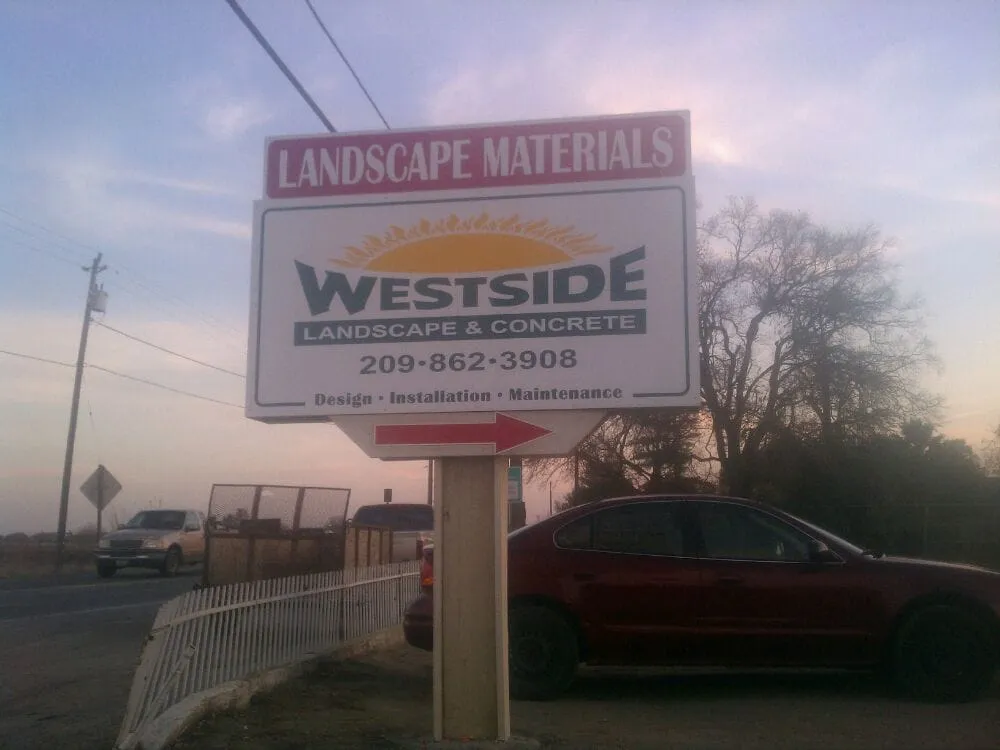 LANDSCAPE MATERIALS
WESTSIDE
LANDSCAPE & CONCRETE
209·862·3908
Design · Installation · Maintenance